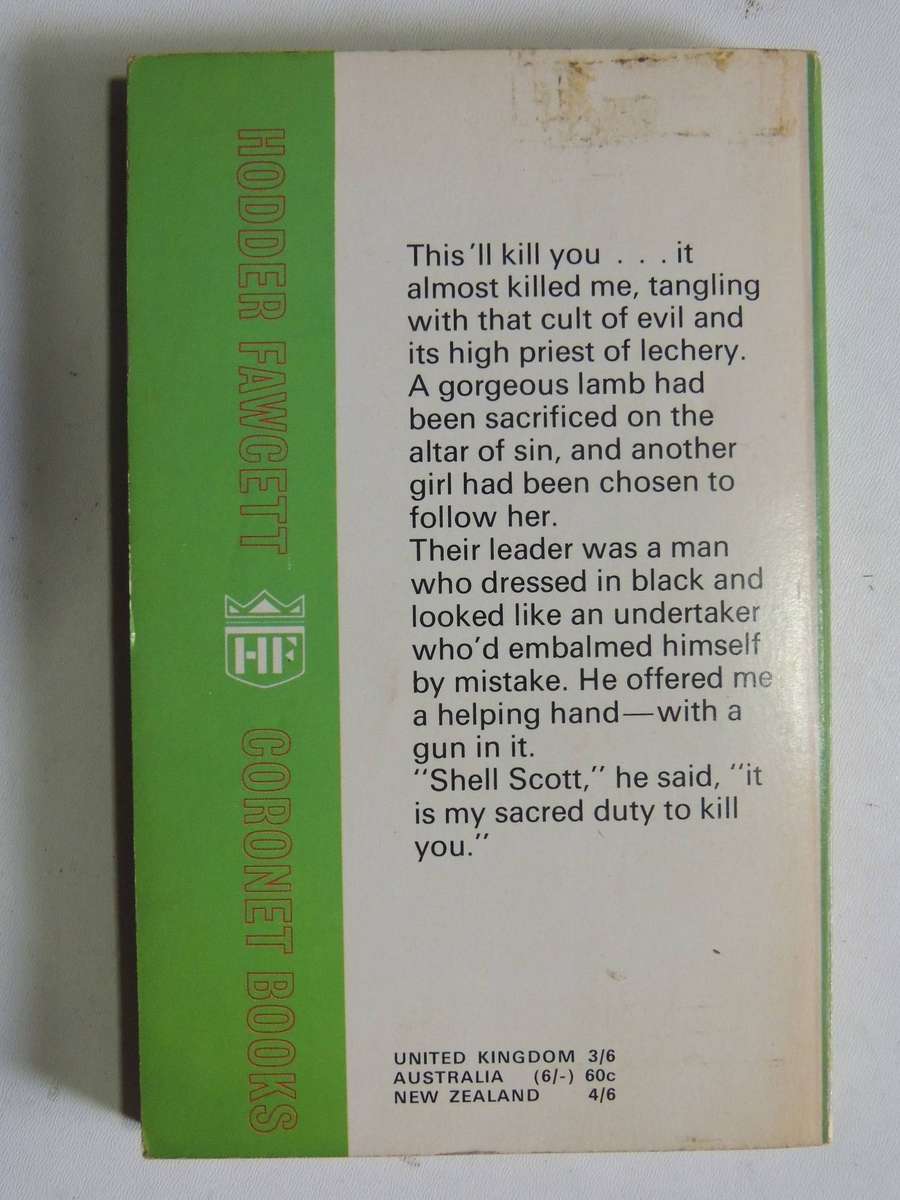 HODDER FAWCETT
HF
CORONET BOOKS
This 'll kill you . . . it
almost killed me, tangling
with that cult of evil and
its high priest of lechery.
A gorgeous lamb had
been sacrificed on the
altar of sin, and another
girl had been chosen to
follow her.
Their leader was a man
who dressed in black and
looked like an undertaker
who'd embalmed himself
by mistake. He offered me
a helping hand—with a
gun in it.
"Shell Scott," he said, "it
is my sacred duty to kill
you."
UNITED KINGDOM 3/6
AUSTRALIA (6/-) 60c
NEW ZEALAND 4/6